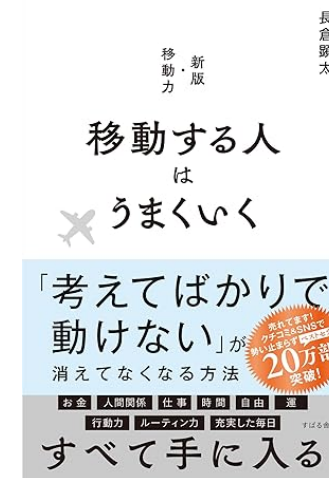 長倉顕太
新版・移動力
移動する人
は
うまくいく
「考えてばかりで
動けない」が
消えてなくなる方法
売れてます!
クチコミ&SNSで
勢い止まらず
20万部
突破!
お金 人間関係 仕事 時間 自由 運
行動力 ルーティン力 充実した毎日
すばる舎
すべて手に入る